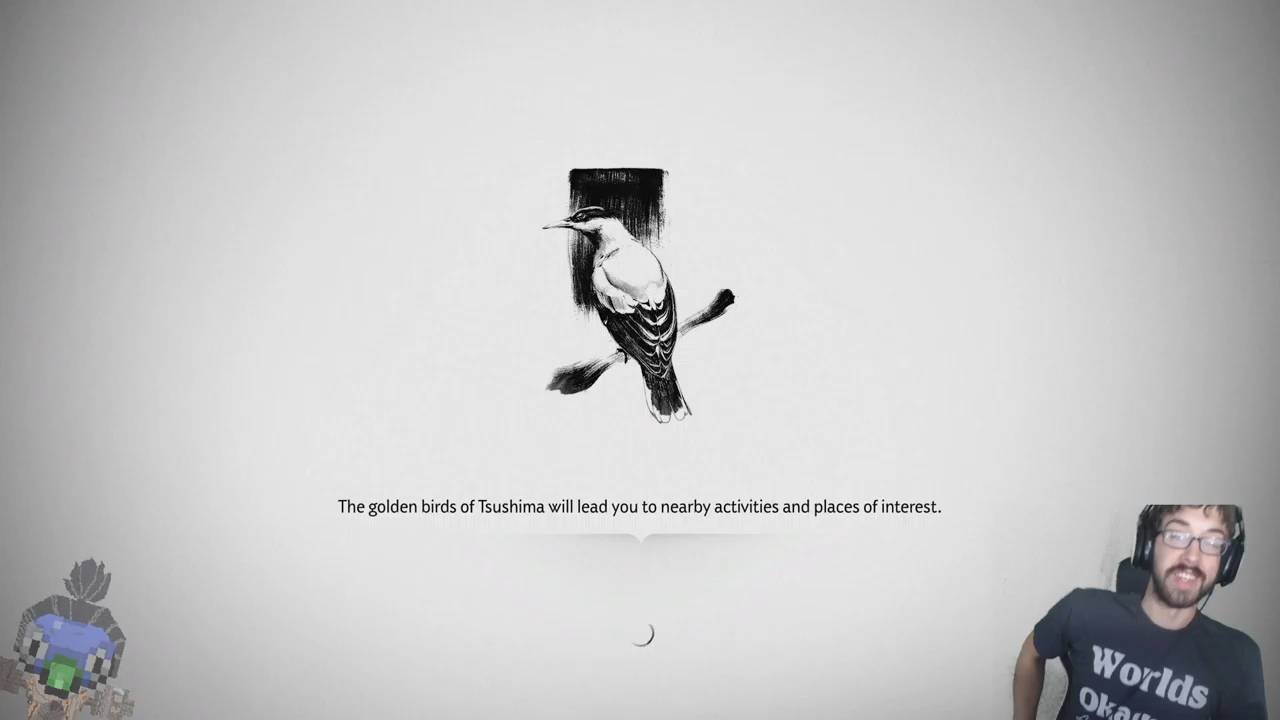 The golden birds of Tsushima will lead you to nearby activities and places of interest.
Worlds